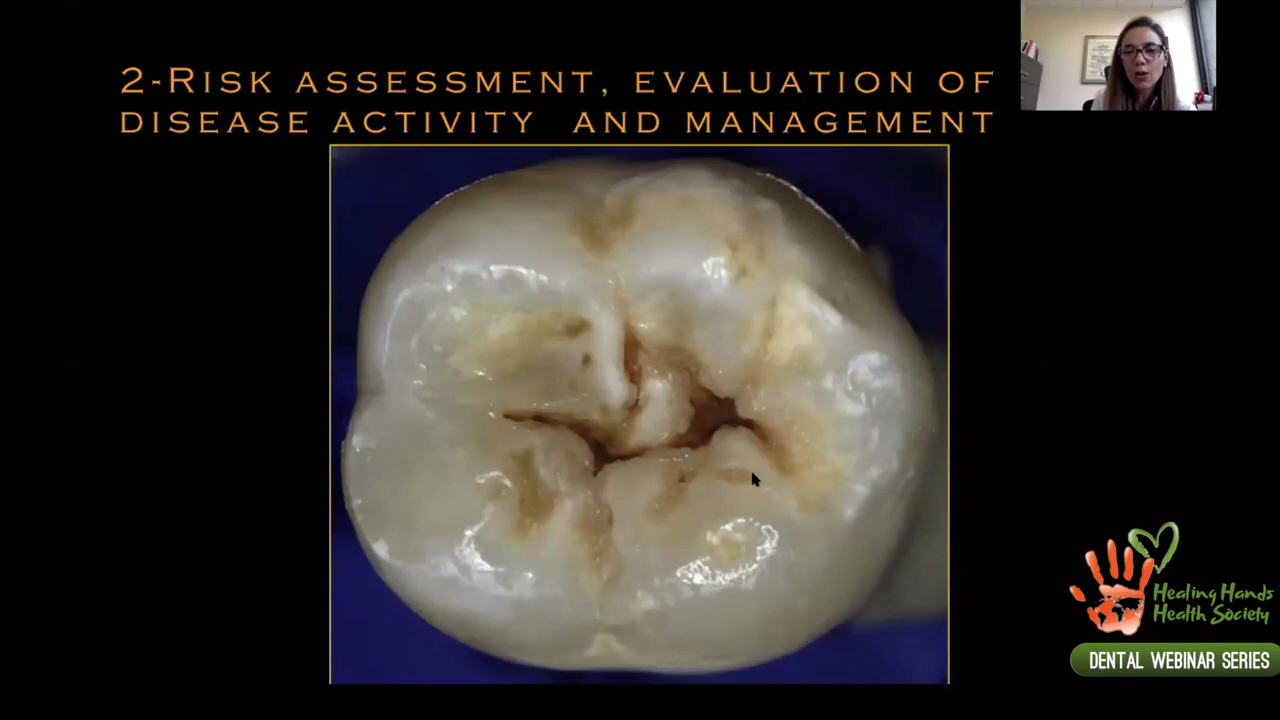 2-RISK ASSESSMENT, EVALUATION OF
DISEASE ACTIVITY AND MANAGEMENT
Healing Hands
Health Society
DENTAL WEBINAR SERIES